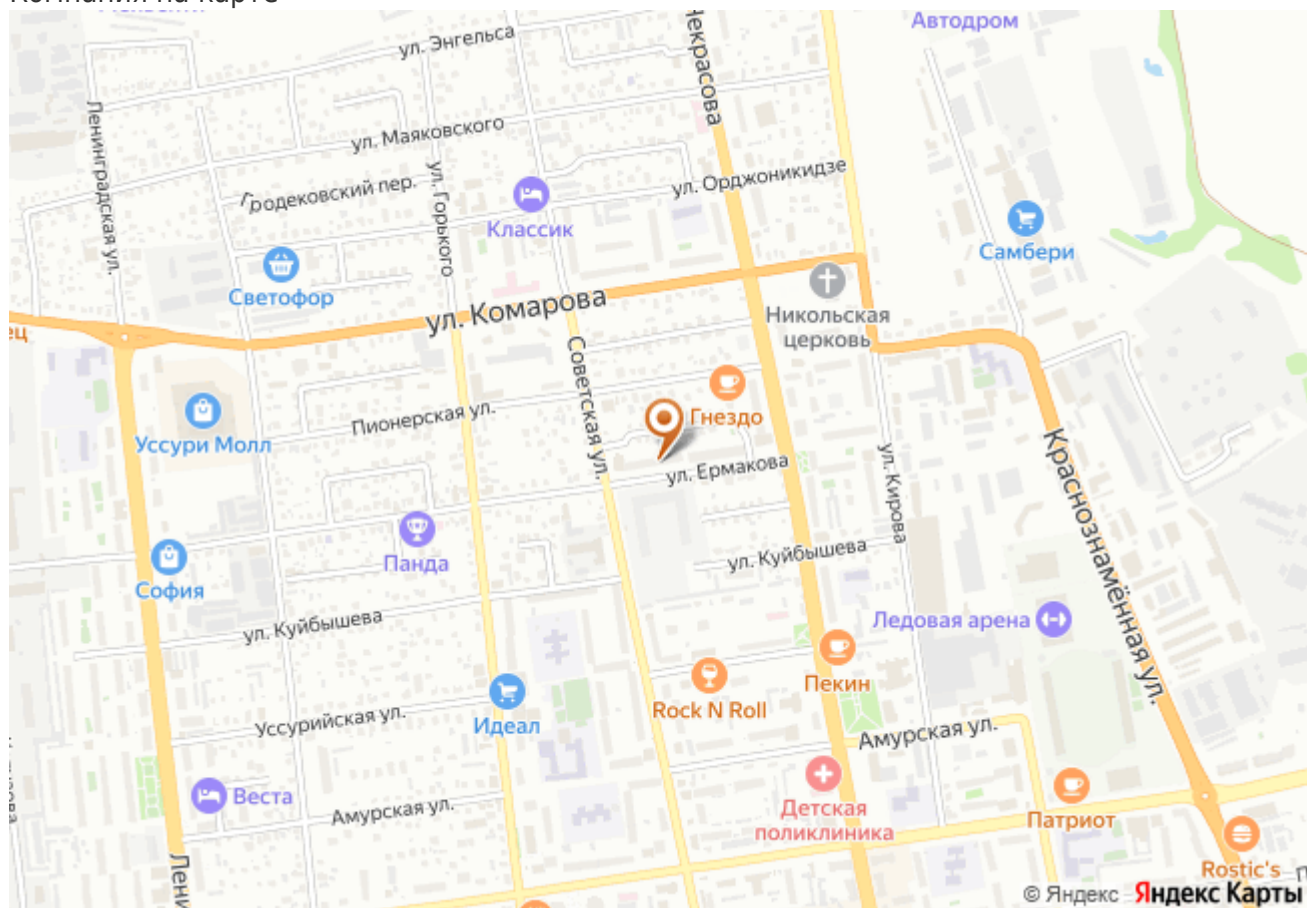 Компания на карте
Автодром
ул. Энгельса
Некрасова
ул. Маяковского
Ленинградская ул.
ул. Орджоникидзе
Гродековский пер.
ул. Горького
Классик
Самбери
Светофор
ул. Комарова
Никольская
церковь
Советская ул.
Гнездо
Пионерская ул.
Уссури Молл
ул. Ермакова
ул. Кирова
Краснознамённая ул.
Панда
ул. Куйбышева
София
ул. Куйбышева
Ледовая арена
Пекин
Rock N Roll
Идеал
Уссурийская ул.
Амурская ул.
Веста
Амурская ул.
Детская
поликлиника
Патриот
Rostic's
© Яндекс Яндекс Карты